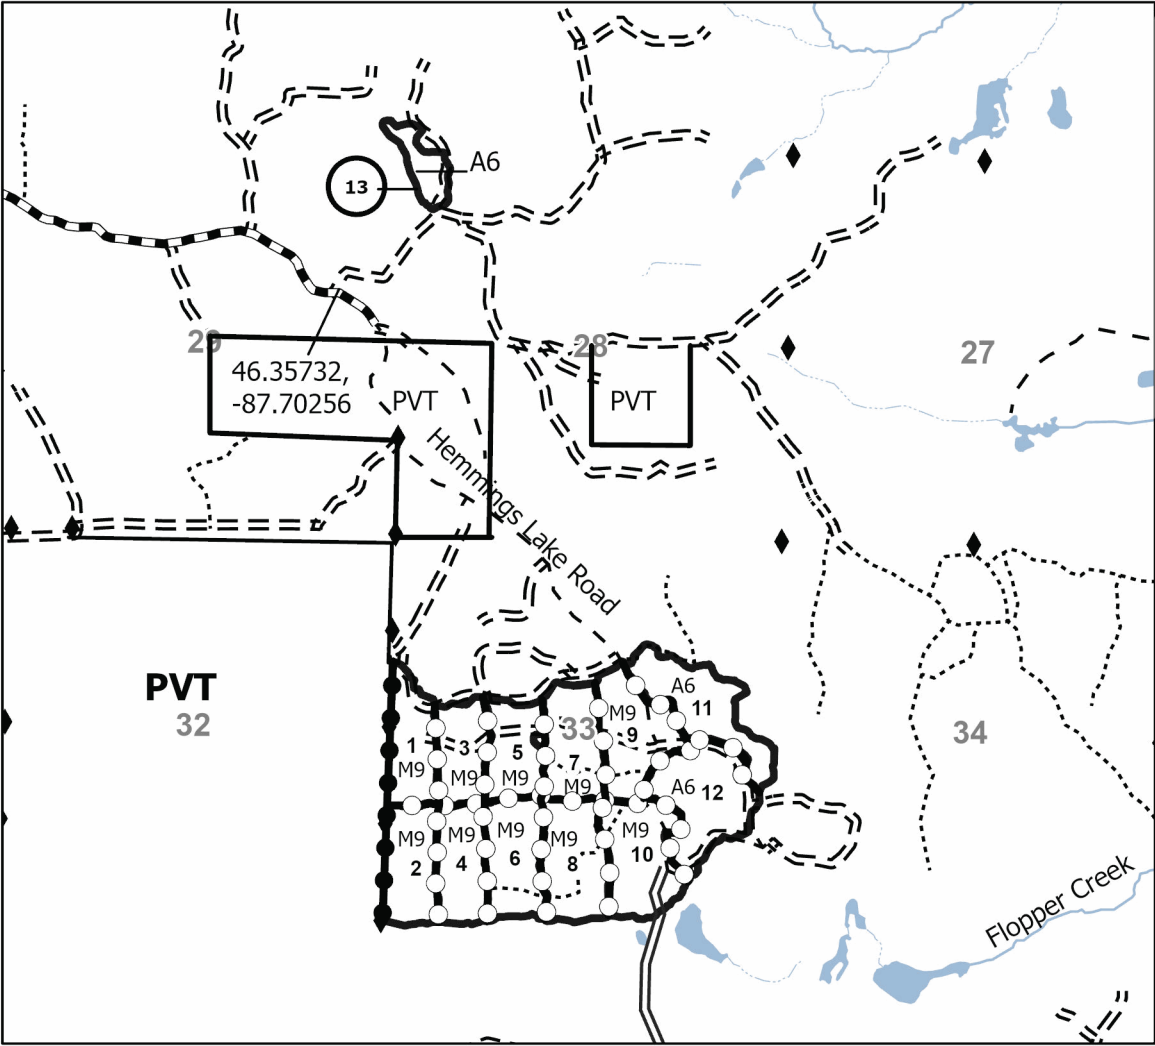 A6
13
29
28
27
46.35732,
-87.70256
PVT
PVT
Hemmings Lake Road
PVT
32
33
34
A6
11
M9
9
1
3
5
7
M9
M9
M9
M9
A6 12
M9
M9
M9
M9
M9
2
4
6
8
10
Flopper Creek